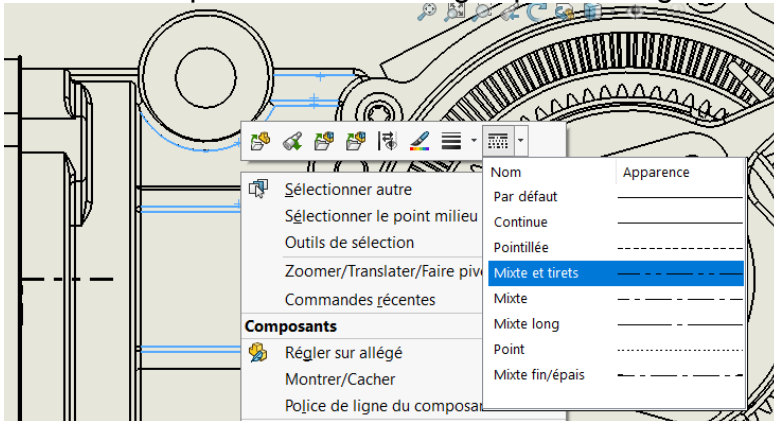 Nom Apparence
Par défaut
Continue
Pointillée
Mixte et tirets
Mixte
Mixte long
Point
Mixte fin/épais
Sélectionner autre
Sélectionner le point milieu
Outils de sélection
Zoomer/Translater/Faire
Commandes récentes
Composants
Régler sur allégé
Montrer/Cacher
Police de ligne du